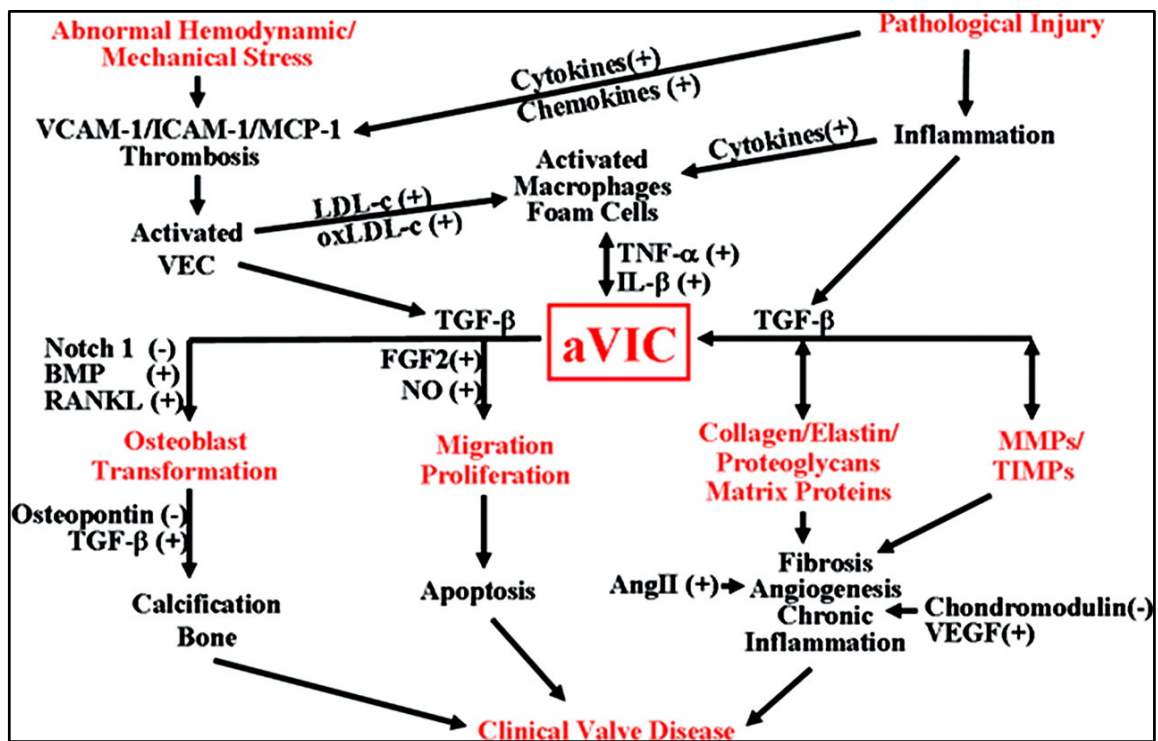 Abnormal Hemodynamic/
Mechanical Stress
Pathological Injury
Cytokines(+)
Chemokines (+)
VCAM-1/ICAM-1/MCP-1
Thrombosis
Inflammation
Cytokines(+)
Activated
Macrophages
Foam Cells
LDL-c (+)
oxLDL-c (+)
Activated
VEC
TNF-α (+)
IL-β (+)
TGF-β
aVIC
TGF-β
Notch 1 (-)
BMP (+)
RANKL (+)
FGF2(+)
NO (+)
Osteoblast
Transformation
Migration
Proliferation
Collagen/Elastin/
Proteoglycans
Matrix Proteins
MMPs/
TIMPs
Osteopontin (-)
TGF-β (+)
Calcification
Bone
Apoptosis
AngII (+)
Fibrosis
Angiogenesis
Chronic
Inflammation
Chondromodulin(-)
VEGF(+)
Clinical Valve Disease